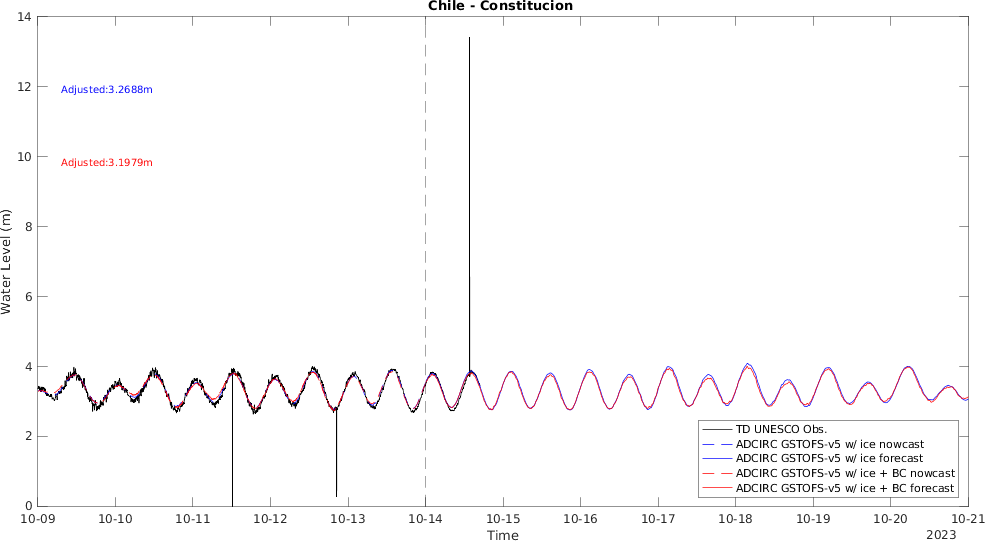 Chile - Constitucion
14
12
10
8
6
4
2
0
Water Level (m)
Adjusted:3.2688m
Adjusted:3.1979m
TD UNESCO Obs.
ADCIRC GSTOFS-v5 w/ ice nowcast
ADCIRC GSTOFS-v5 w/ ice forecast
ADCIRC GSTOFS-v5 w/ ice + BC nowcast
ADCIRC GSTOFS-v5 w/ ice + BC forecast
10-09 10-10 10-11 10-12 10-13 10-14 10-15 10-16 10-17 10-18 10-19 10-20 10-21
Time
2023